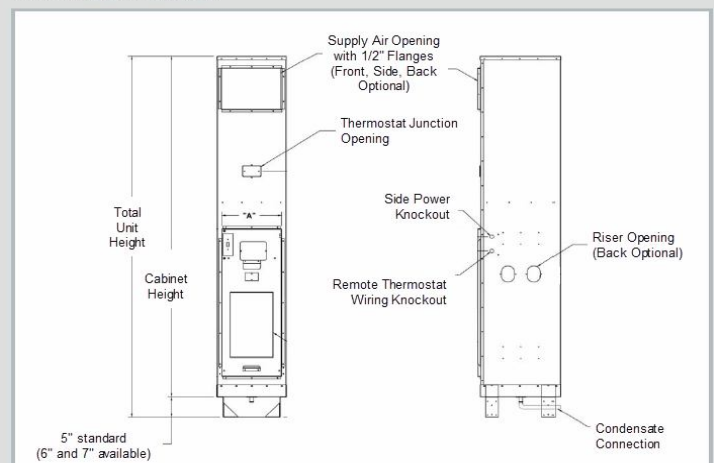 Supply Air Opening
with 1/2" Flanges
(Front, Side, Back
Optional)
Thermostat Junction
Opening
Side Power
Knockout
"A"
Total
Unit
Height
Riser Opening
(Back Optional)
Cabinet
Height
Remote Thermostat
Wiring Knockout
5" standard
(6" and 7" available)
Condensate
Connection